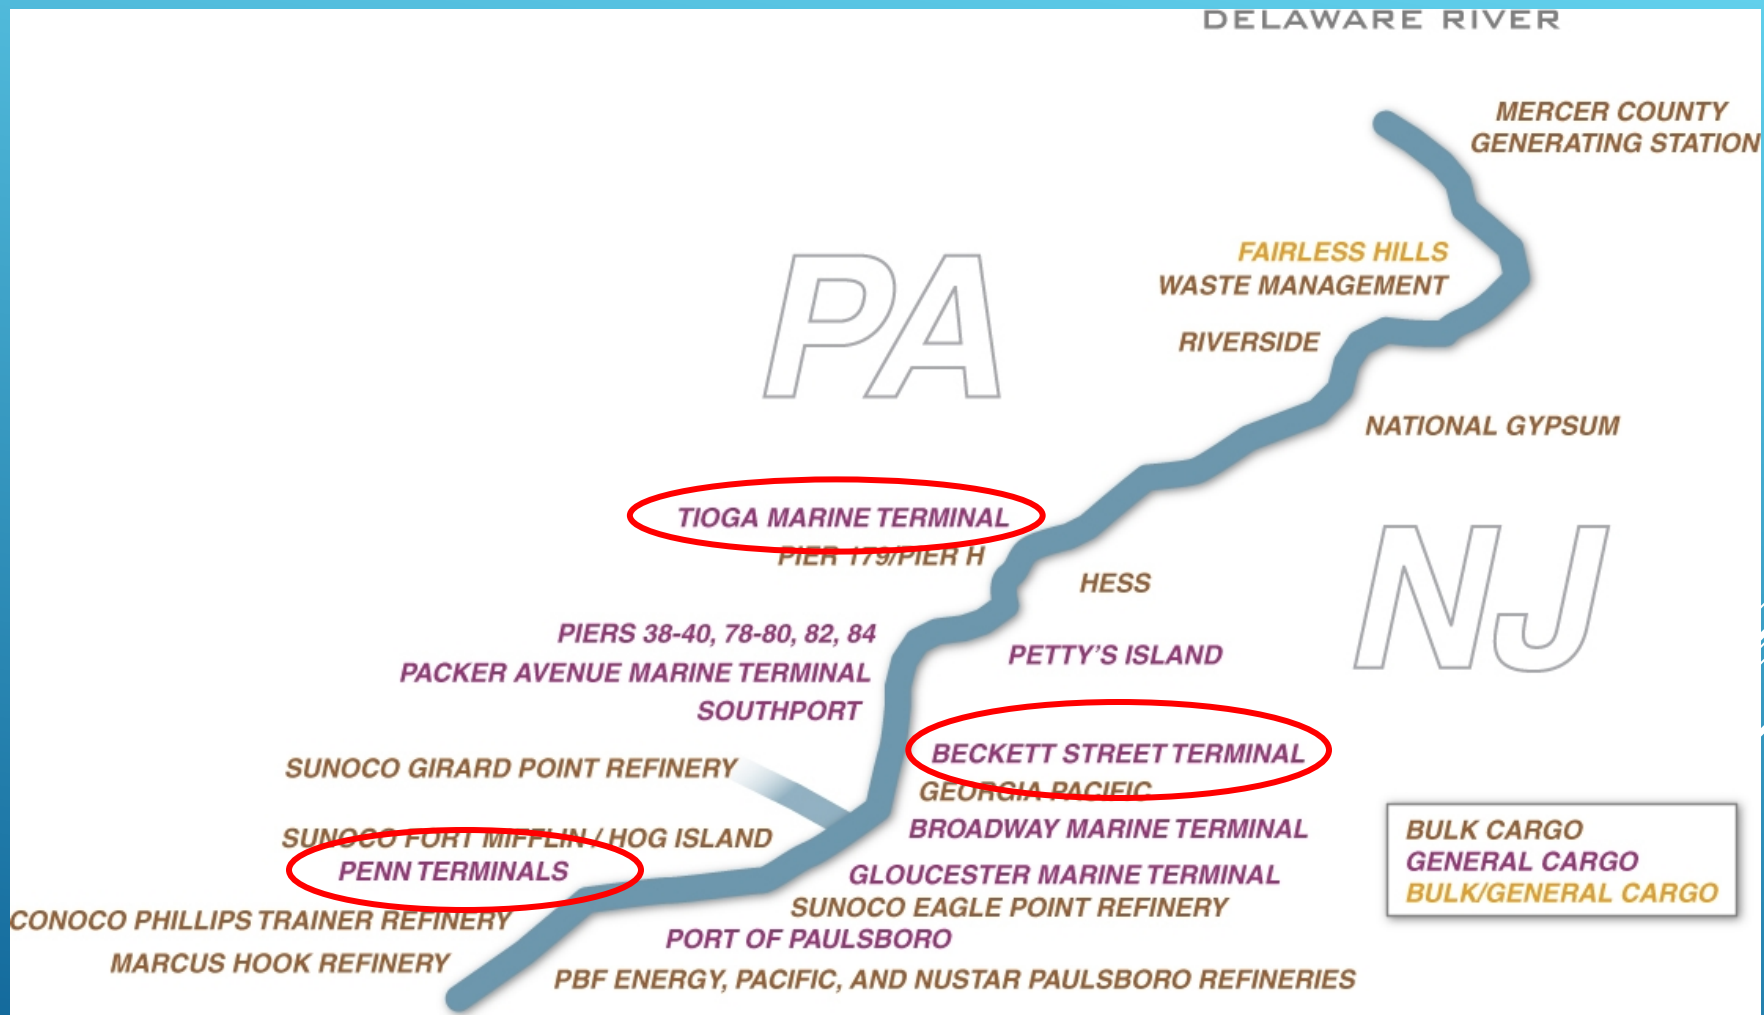 DELAWARE RIVER
MERCER COUNTY
GENERATING STATION
FAIRLESS HILLS
WASTE MANAGEMENT
RIVERSIDE
PA
NATIONAL GYPSUM
TIOGA MARINE TERMINAL
PIER 179/PIER H
HESS
NJ
PIERS 38-40, 78-80, 82, 84
PETTY'S ISLAND
PACKER AVENUE MARINE TERMINAL
SOUTHPORT
BECKETT STREET TERMINAL
SUNOCO GIRARD POINT REFINERY
GEORGIA PACIFIC
BROADWAY MARINE TERMINAL
SUNOCO FORT MIFFLIN / HOG ISLAND
PENN TERMINALS
GLOUCESTER MARINE TERMINAL
SUNOCO EAGLE POINT REFINERY
CONOCO PHILLIPS TRAINER REFINERY
PORT OF PAULSBORO
MARCUS HOOK REFINERY
PBF ENERGY, PACIFIC, AND NUSTAR PAULSBORO REFINERIES
BULK CARGO
GENERAL CARGO
BULK/GENERAL CARGO